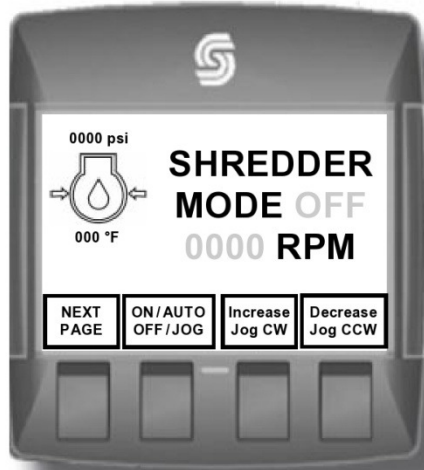 0000 psi
000 °F
SHREDDER
MODE OFF
0000 RPM
NEXT
PAGE
ON/AUTO
OFF/JOG
Increase
Jog CW
Decrease
Jog CCW